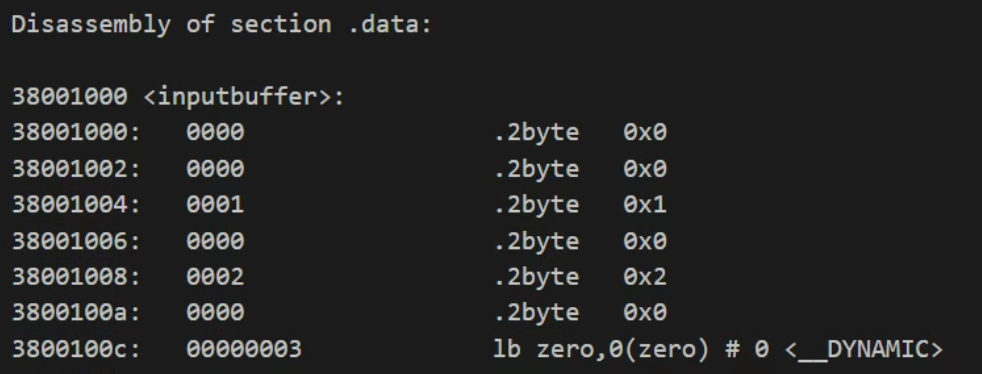 Disassembly of section .data:
38001000 <inputbuffer>:
38001000: 0000 .2byte 0x0
38001002: 0000 .2byte 0x0
38001004: 0001 .2byte 0x1
38001006: 0000 .2byte 0x0
38001008: 0002 .2byte 0x2
3800100a: 0000 .2byte 0x0
3800100c: 00000003 lb zero,0(zero) # 0 <__DYNAMIC>